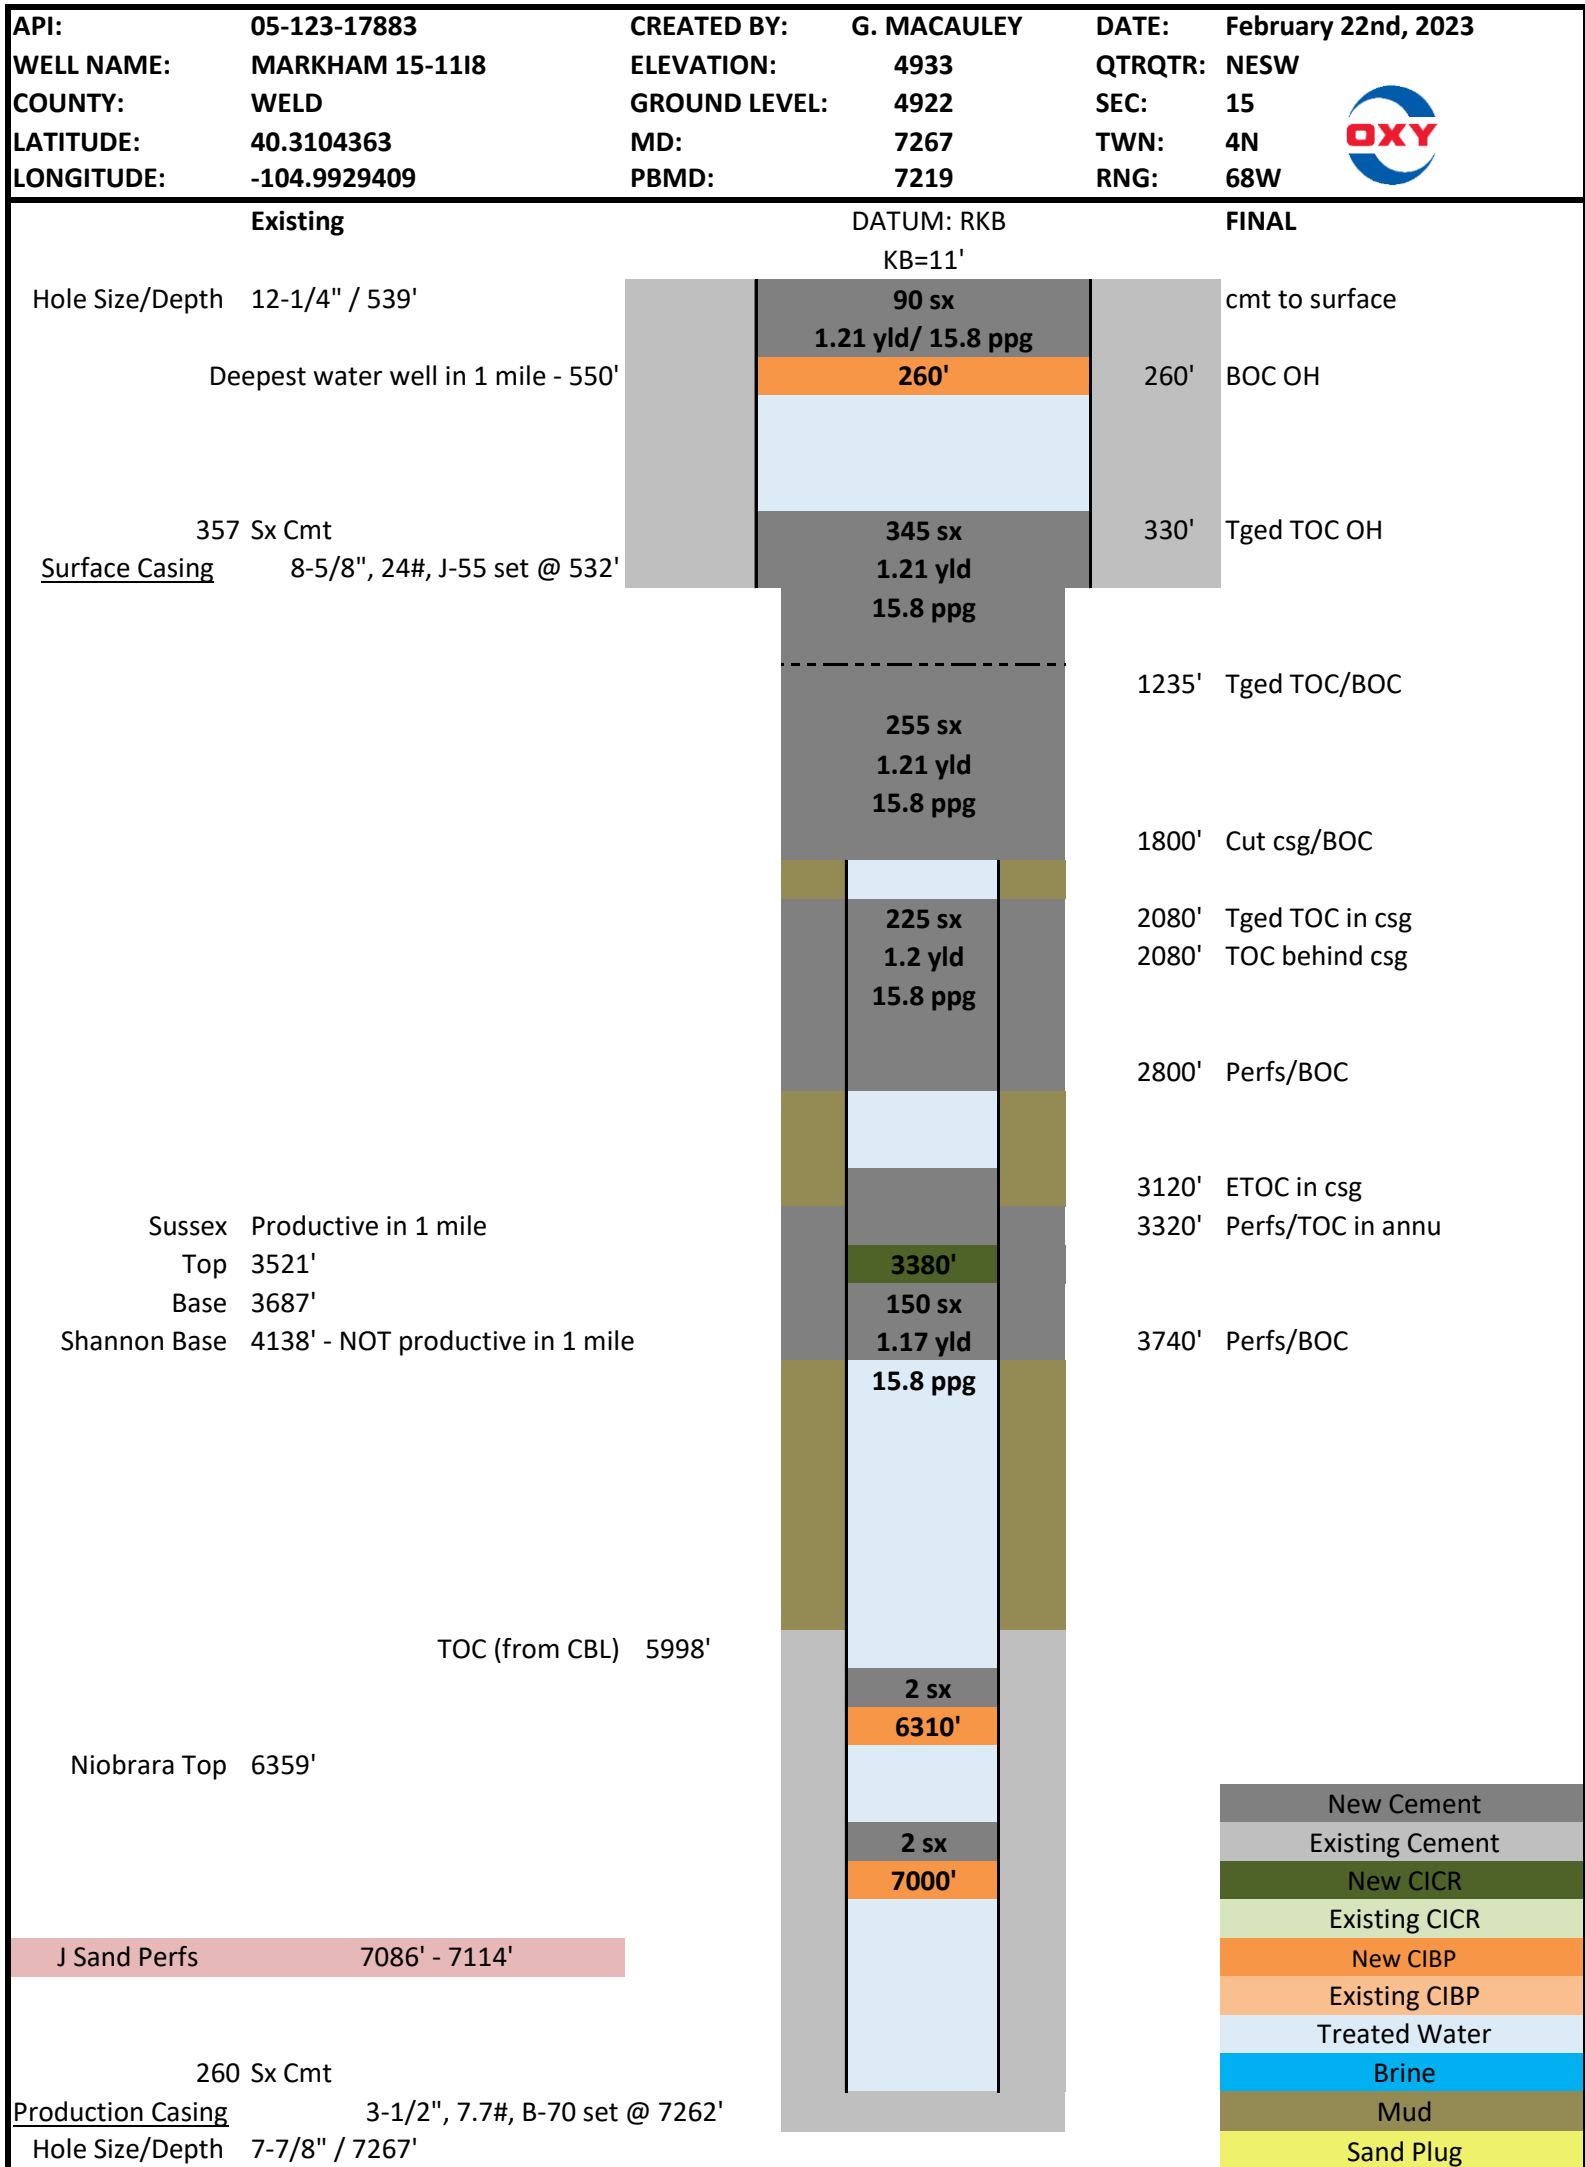 API: 05-123-17883 CREATED BY: G. MACAULEY DATE: February 22nd, 2023
WELL NAME: MARKHAM 15-11I8 ELEVATION: 4933 QTRQTR: NESW
COUNTY: WELD GROUND LEVEL: 4922 SEC: 15
LATITUDE: 40.3104363 MD: 7267 TWN: 4N
LONGITUDE: -104.9929409 PBMD: 7219 RNG: 68W
OXY
Existing DATUM: RKB FINAL
KB=11'
Hole Size/Depth 12-1/4" / 539' 90 sx cmt to surface
1.21 yld/ 15.8 ppg
Deepest water well in 1 mile - 550' 260' 260' BOC OH
357 Sx Cmt 345 sx 330' Tged TOC OH
Surface Casing 8-5/8", 24#, J-55 set @ 532' 1.21 yld
15.8 ppg
1235' Tged TOC/BOC
255 sx
1.21 yld
15.8 ppg
1800' Cut csg/BOC
225 sx 2080' Tged TOC in csg
1.2 yld 2080' TOC behind csg
15.8 ppg
2800' Perfs/BOC
3120' ETOC in csg
Sussex Productive in 1 mile 3320' Perfs/TOC in annu
Top 3521' 3380'
Base 3687' 150 sx
Shannon Base 4138' - NOT productive in 1 mile 1.17 yld 3740' Perfs/BOC
15.8 ppg
TOC (from CBL) 5998'
2 sx
6310'
Niobrara Top 6359'
New Cement
2 sx Existing Cement
7000' New CICR
Existing CICR
J Sand Perfs 7086' - 7114' New CIBP
Existing CIBP
Treated Water
260 Sx Cmt Brine
Production Casing 3-1/2", 7.7#, B-70 set @ 7262' Mud
Hole Size/Depth 7-7/8" / 7267' Sand Plug